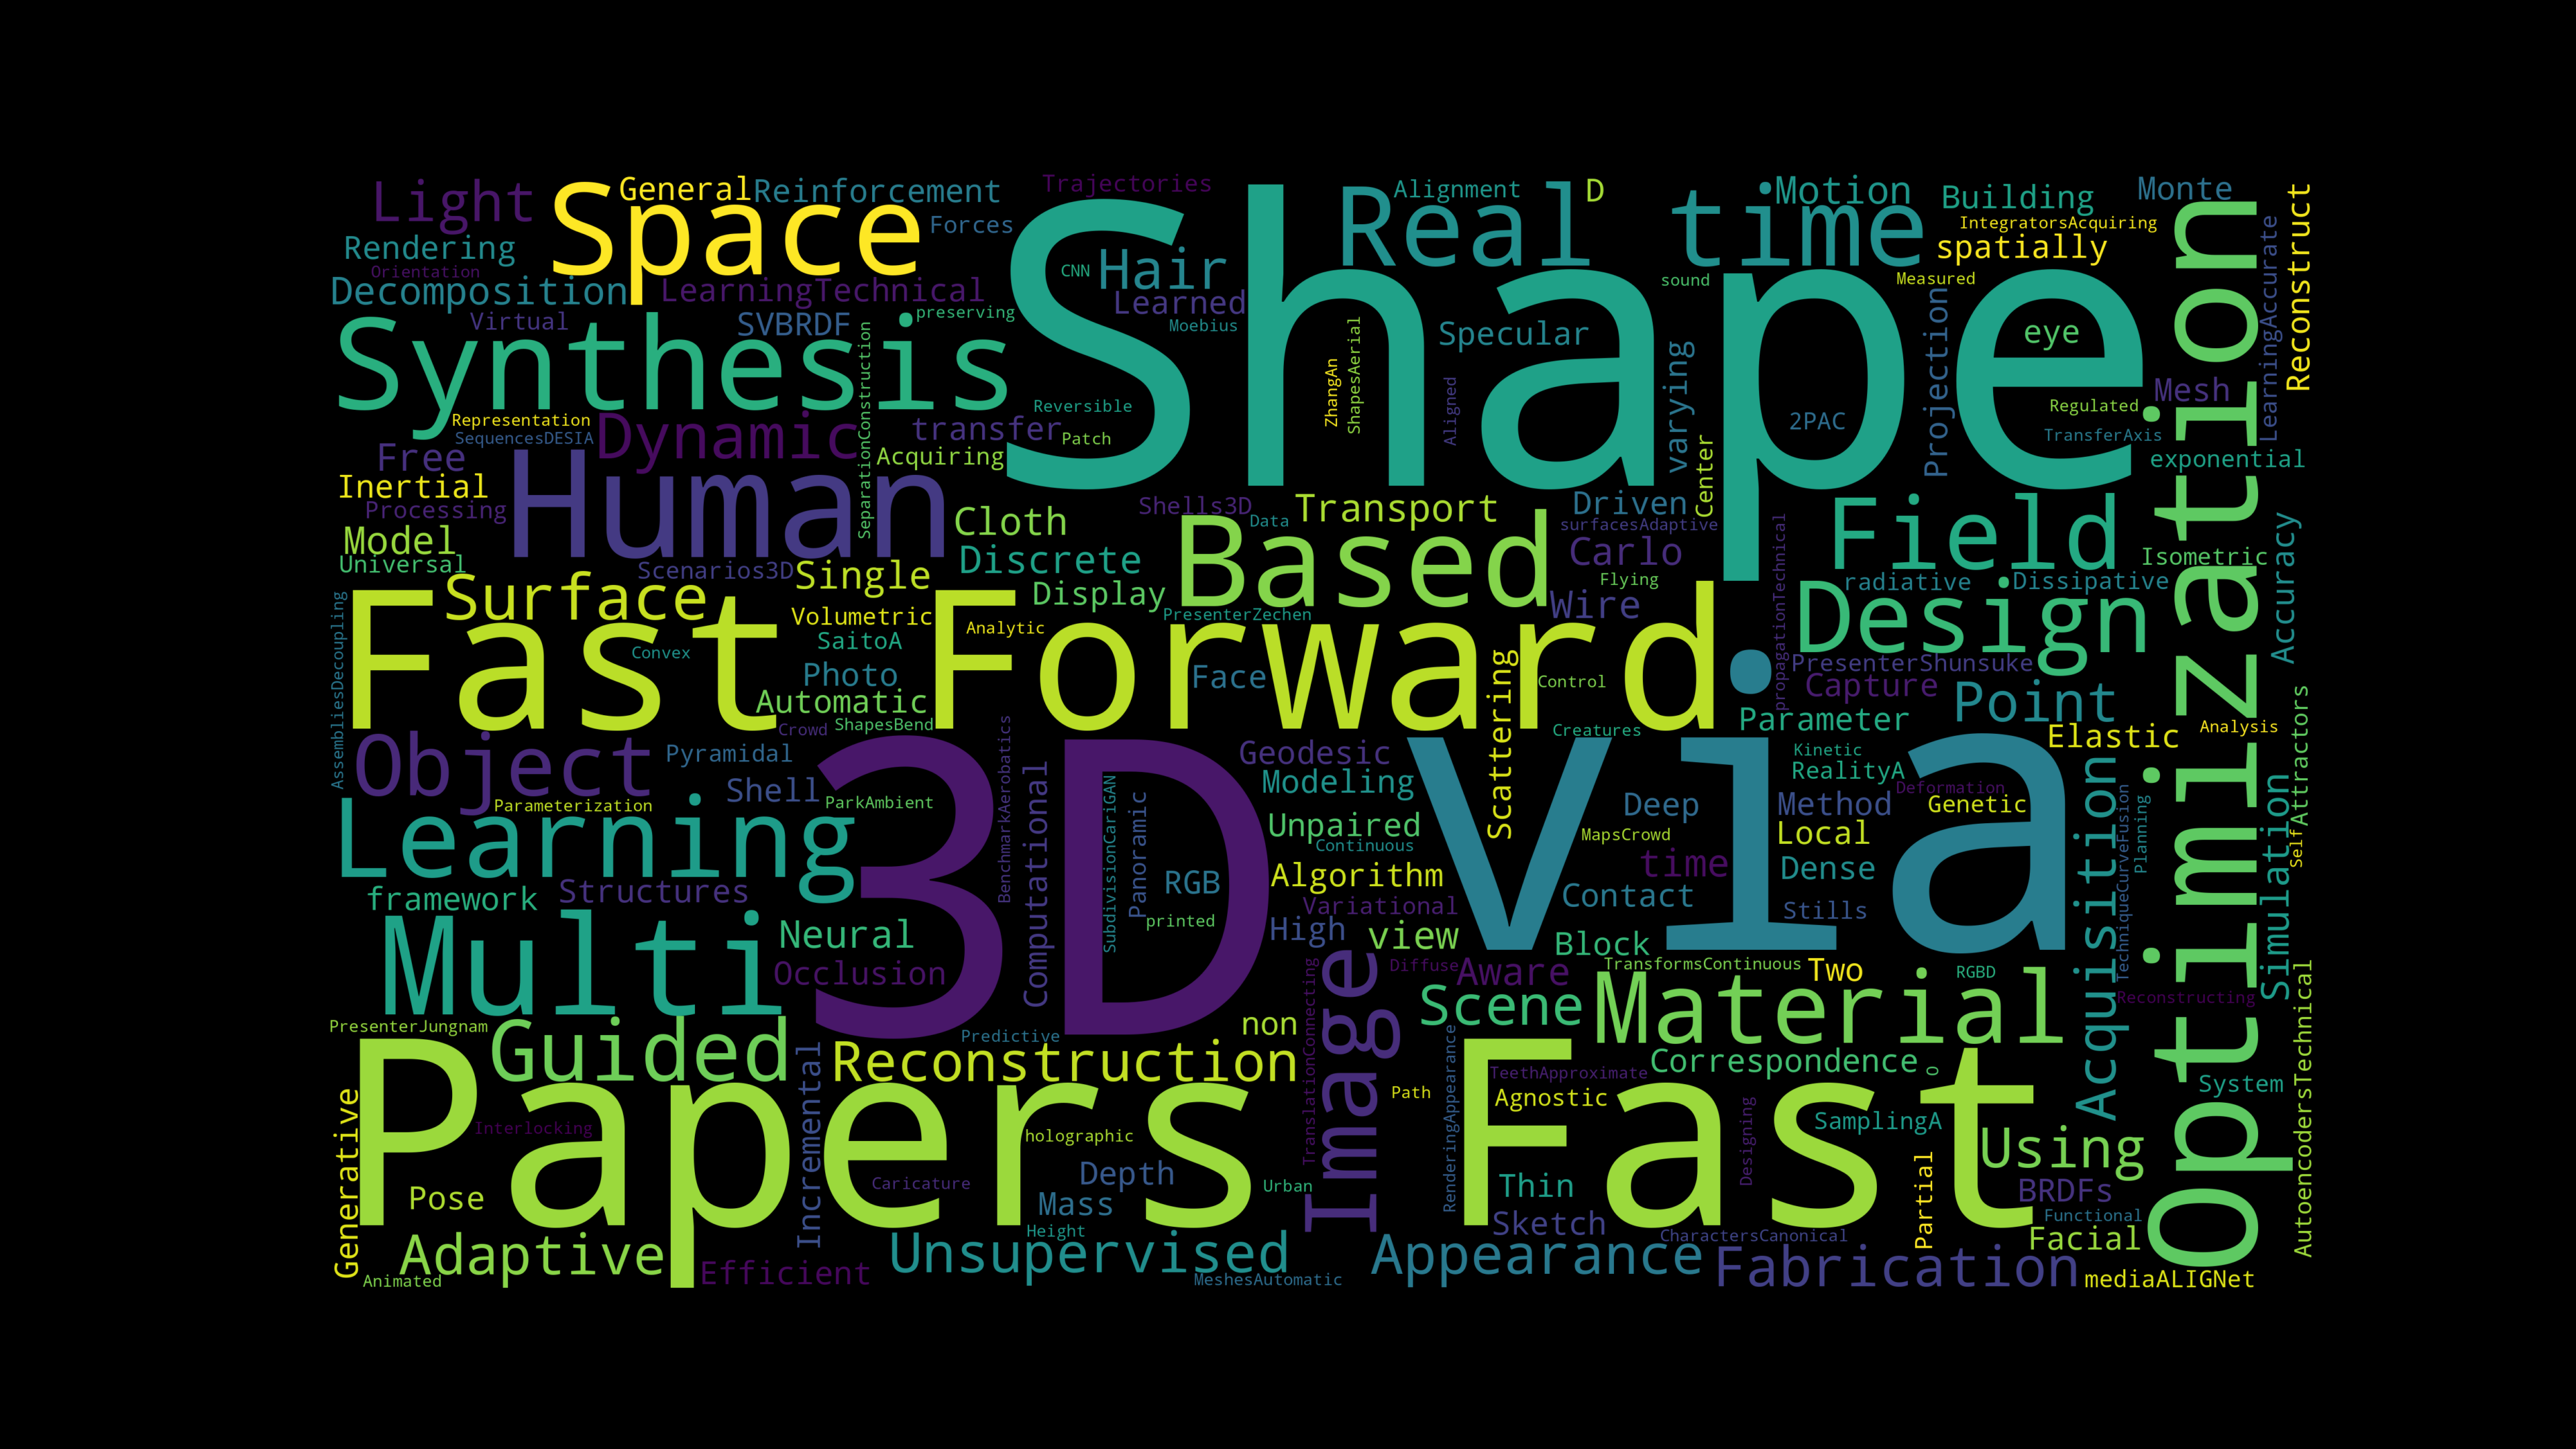 Light
Space
General
Reinforcement
Trajectories
Real time
Alignment
D
Motion
Building
Monte
Rendering
Forces
Shape
Hair
CNN
IntegratorsAcquiring
spatially
Optimization
Reconstruct
LearningAccurate
Orientation
Decomposition
LearningTechnical
Learned
sound
Measured
Virtual
SVBRDF
preserving
Moebius
Specular
eye
Synthesis
SeparationConstruction
ZhangAn
ShapesAerial
varying
Projection
Aligned
Mesh
Representation
SequencesDESIA
Dynamic
transfer
Reversible
Patch
2PAC
Regulated
TransferAxis
Free
Human
Acquiring
Center
exponential
Inertial
Processing
Shells3D
Transport
Driven
Field
Model
Cloth
Data
Based
surfacesAdaptive
Carlo
propagationTechnical
Isometric
Accuracy
Universal
Scenarios3D
Single
Discrete
Display
Flying
radiative
Dissipative
Surface
Volumetric
PresenterZechen
Wire
Design
AssembliesDecoupling
Fast Forward
Convex
SaitoA
Analytic
Photo
Face
Scattering
Control
PresenterShunsuke
Capture
Point
Automatic
Crowd
ShapesBend
Creatures
Parameter
Elastic
Analysis
Object
Pyramidal
3D
BenchmarkAerobatics
Geodesic
via
Kinetic
RealityA
Acquisition
Attractors
Shell
Computational
SubdivisionCariGAN
Modeling
Deformation
Parameterization
ParkAmbient
Panoramic
Deep
Method
Genetic
TechniqueCurveFusion
Planning
Simulation
Self
Learning
Unpaired
Continuous
MapsCrowd
Local
framework
Structures
RGB
Algorithm
time
Dense
Multi
Neural
printed
Variational
Contact
Stills
High
view
Block
Occlusion
Image
Diffuse
Aware
TransformsContinuous
Two
RGBD
Reconstructing
PresenterJungnam
Guided
Predictive
non
TranslationConnecting
Scene
Material
AutoencodersTechnical
Papers Fast
Reconstruction
RenderingAppearance
Correspondence
TeethApproximate
O
System
Generative
Incremental
Path
Agnostic
Interlocking
holographic
Designing
SamplingA
Using
Pose
Caricature
Depth
Urban
Thin
Partial
BRDFs
Mass
Sketch
Functional
Height
CharactersCanonical
Facial
Adaptive
Efficient
Unsupervised
Appearance
Fabrication
Animated
MeshesAutomatic
mediaALIGNet